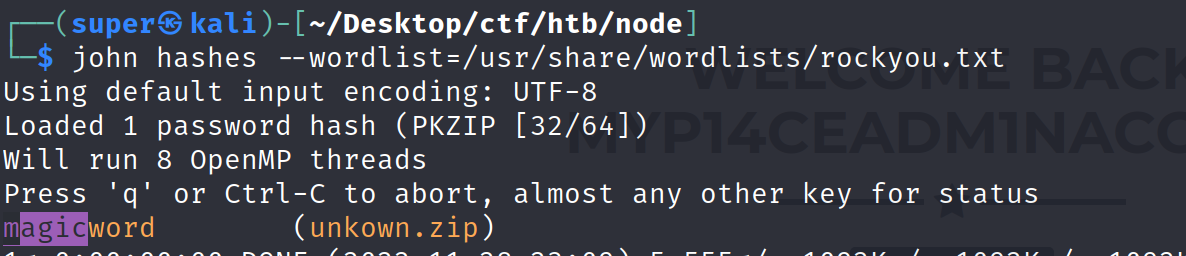 ┌──(super㉿kali)-[~/Desktop/ctf/htb/node]
└─$ john hashes --wordlist=/usr/share/wordlists/rockyou.txt
WELCOME BACK
Using default input encoding: UTF-8
Loaded 1 password hash (PKZIP [32/64])
MYP14CEADM1NACC
Will run 8 OpenMP threads
Press 'q' or Ctrl-C to abort, almost any other key for status
magicword (unkown.zip)
DONE